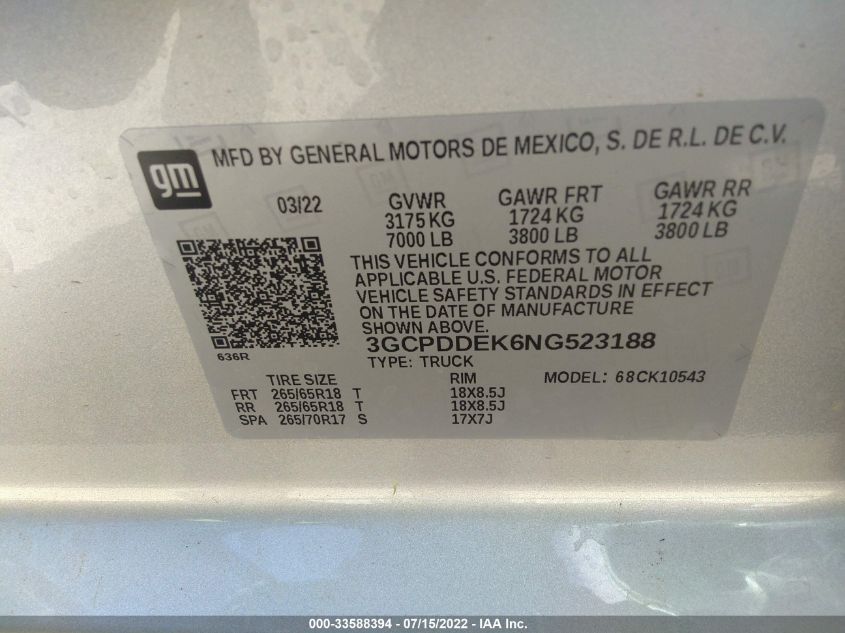 gm
MFD BY GENERAL MOTORS DE MEXICO, S. DE R.L. DE C.V.
03/22 GVWR GAWR FRT GAWR RR
3175 KG 1724 KG 1724 KG
7000 LB 3800 LB 3800 LB
THIS VEHICLE CONFORMS TO ALL
APPLICABLE U.S. FEDERAL MOTOR
VEHICLE SAFETY STANDARDS IN EFFECT
ON THE DATE OF MANUFACTURE
SHOWN ABOVE.
636R
3GCPDDEK6NG523188
TYPE: TRUCK
TIRE SIZE RIM MODEL: 68CK10543
FRT 265/65R18 T 18X8.5J
RR 265/65R18 T 18X8.5J
SPA 265/70R17 S 17X7J
000-33588394 - 07/15/2022 - IAA Inc.